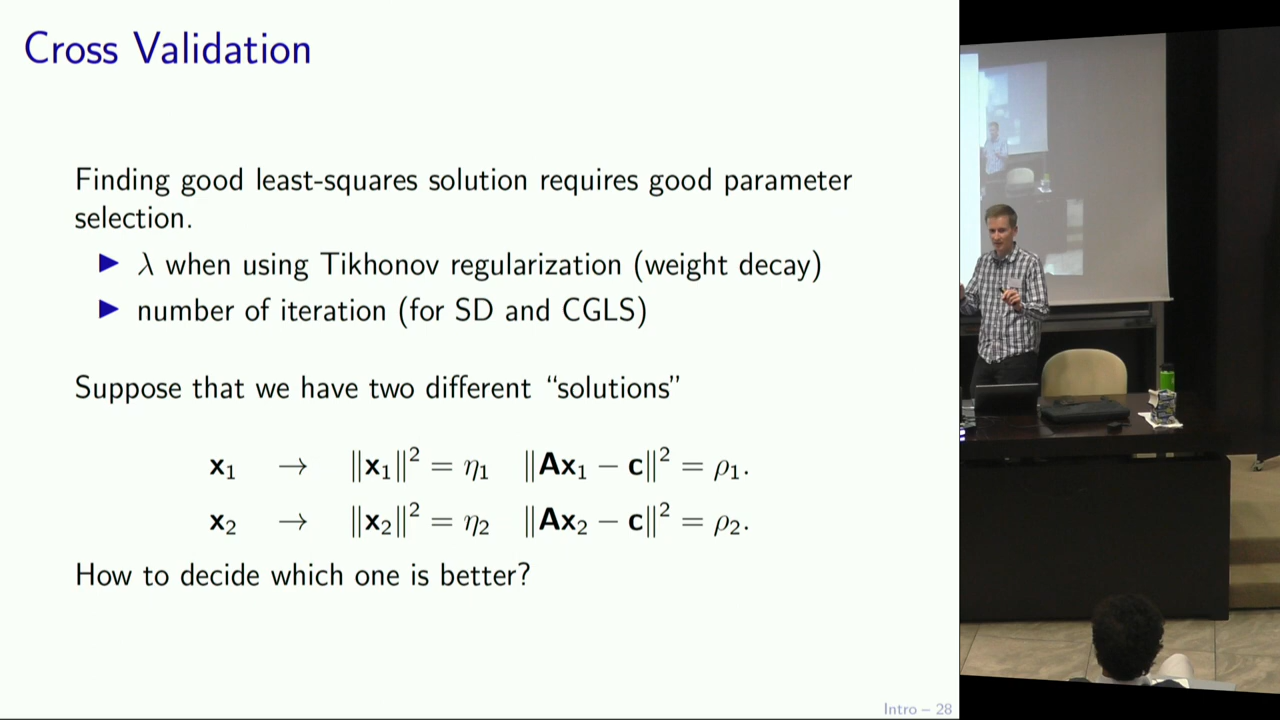 Cross Validation
Finding good least-squares solution requires good parameter
selection.
▶ λ when using Tikhonov regularization (weight decay)
▶ number of iteration (for SD and CGLS)
Suppose that we have two different “solutions”
x₁ → ‖x₁‖² = η₁ ‖Ax₁ − c‖² = ρ₁.
x₂ → ‖x₂‖² = η₂ ‖Ax₂ − c‖² = ρ₂.
How to decide which one is better?
Intro – 28